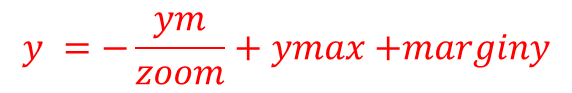 y = − ym/zoom + ymax +marginy